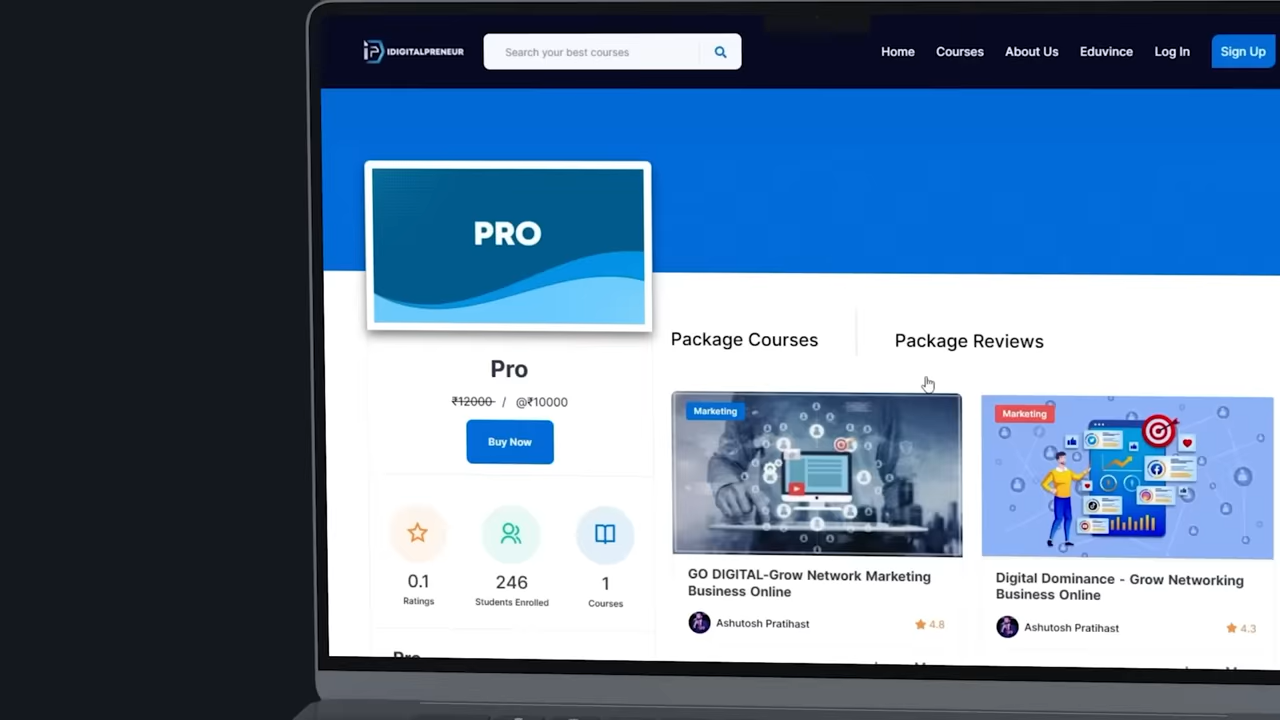 IDIGITALPRENEUR
Search your best courses
Home
Courses
About Us
Eduvince
Log In
Sign Up
PRO
Package Courses
Package Reviews
Pro
₹12000 / @₹10000
Buy Now
0.1
Ratings
246
Students Enrolled
1
Courses
Marketing
GO DIGITAL-Grow Network Marketing
Business Online
Ashutosh Pratihast
4.8
Marketing
Digital Dominance - Grow Networking
Business Online
Ashutosh Pratihast
4.3
Pro